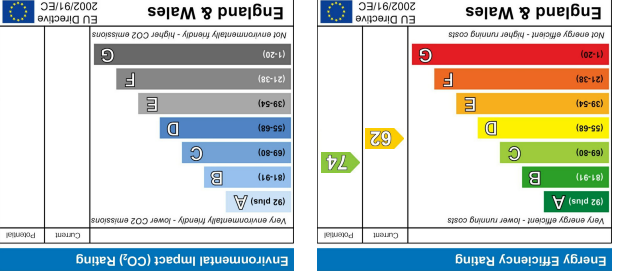 Energy Efficiency Rating
Current
Potential
Very energy efficient - lower running costs
(92 plus) A
(81-91) B
(69-80) C
(55-68) D
(39-54) E
(21-38) F
(1-20) G
Not energy efficient - higher running costs
62
74
England & Wales
EU Directive
2002/91/EC
Environmental Impact (CO₂) Rating
Current
Potential
Very environmentally friendly - lower CO2 emissions
(92 plus) A
(81-91) B
(69-80) C
(55-68) D
(39-54) E
(21-38) F
(1-20) G
Not environmentally friendly - higher CO2 emissions
England & Wales
EU Directive
2002/91/EC